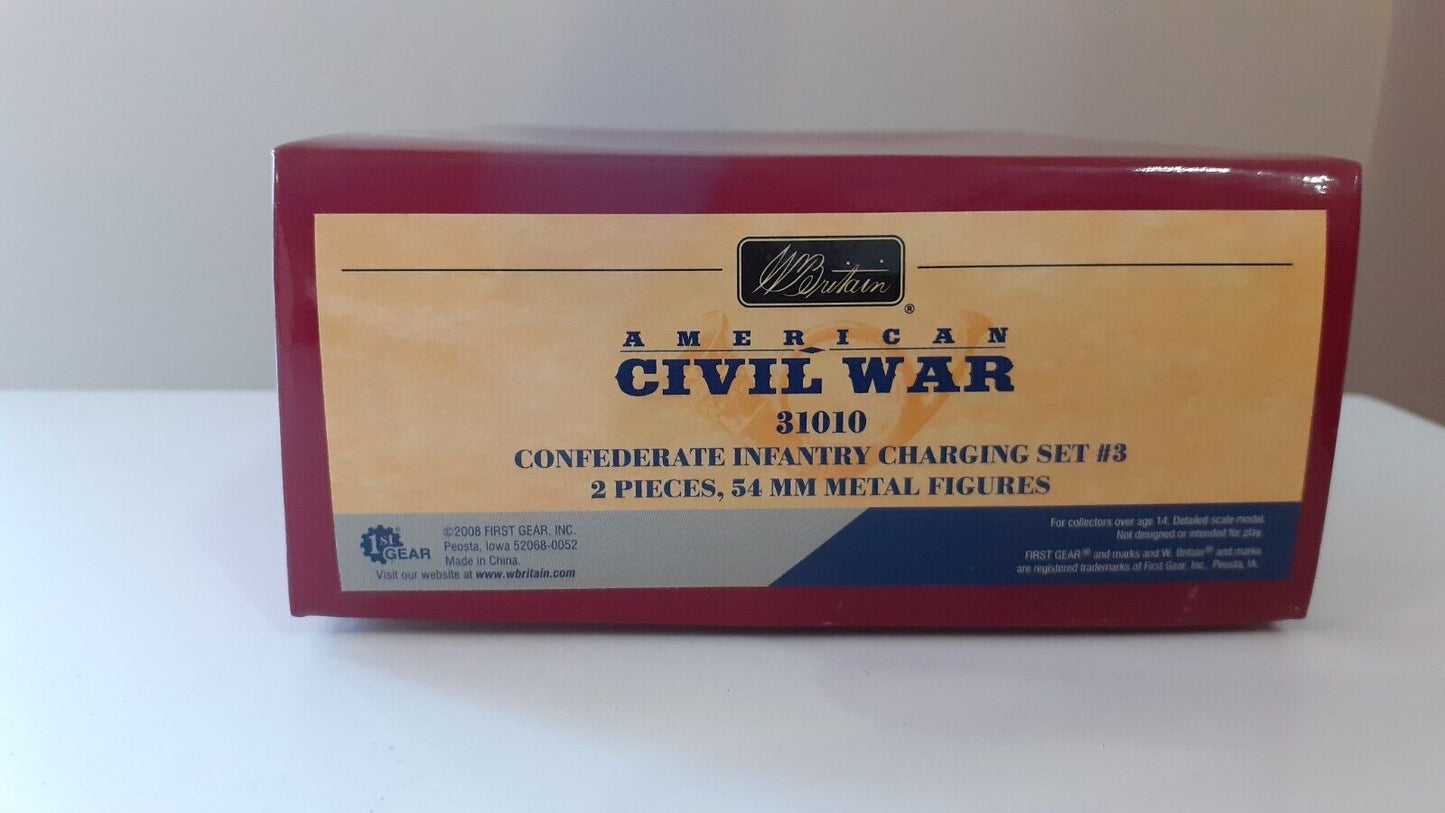 WBritain ®
AMERICAN
CIVIL WAR
31010
CONFEDERATE INFANTRY CHARGING SET #3
2 PIECES, 54 MM METAL FIGURES
1st GEAR ®
©2008 FIRST GEAR, INC.
Peosta, Iowa 52068-0052
Made in China.
Visit our website at www.wbritain.com
For collectors over age 14. Detailed scale model.
Not designed or intended for play.
FIRST GEAR® and marks and W. Britain® and marks
are registered trademarks of First Gear, Inc., Peosta, IA.